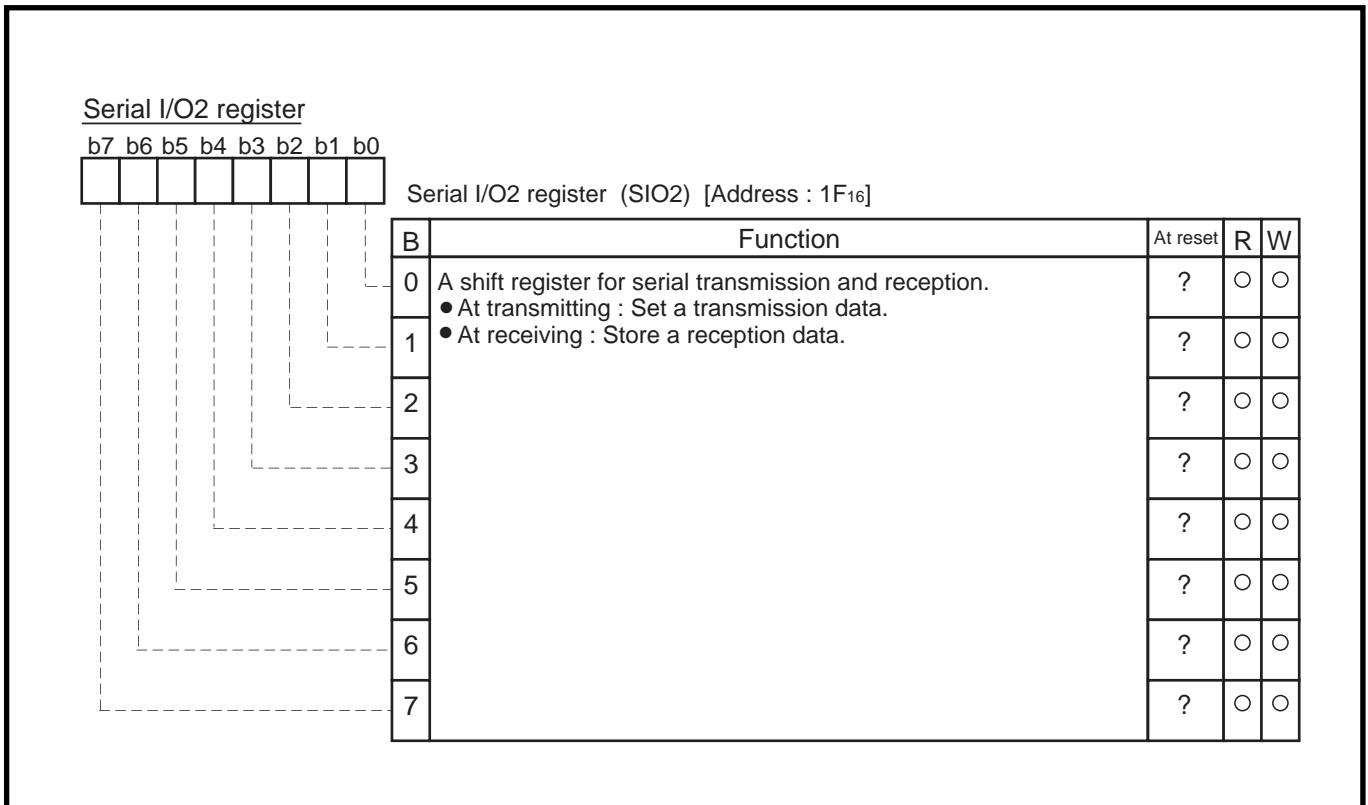 Serial I/O2 register
b7 b6 b5 b4 b3 b2 b1 b0
Serial I/O2 register (SIO2) [Address : 1F₁₆]
B Function At reset R W
0 A shift register for serial transmission and reception. ? ○ ○
● At transmitting : Set a transmission data.
● At receiving : Store a reception data.
1 ? ○ ○
2 ? ○ ○
3 ? ○ ○
4 ? ○ ○
5 ? ○ ○
6 ? ○ ○
7 ? ○ ○